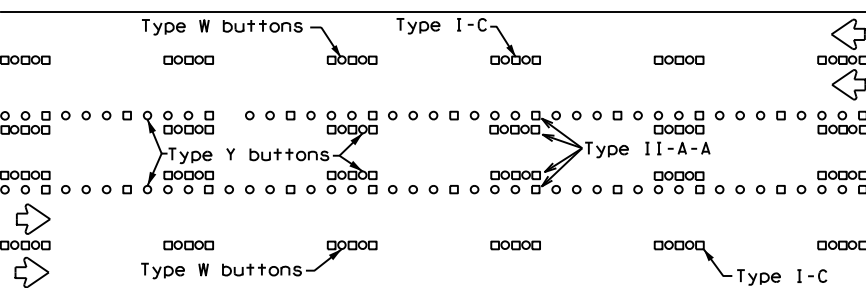 Type W buttons
Type I-C
Type Y buttons
Type II-A-A
Type W buttons
Type I-C